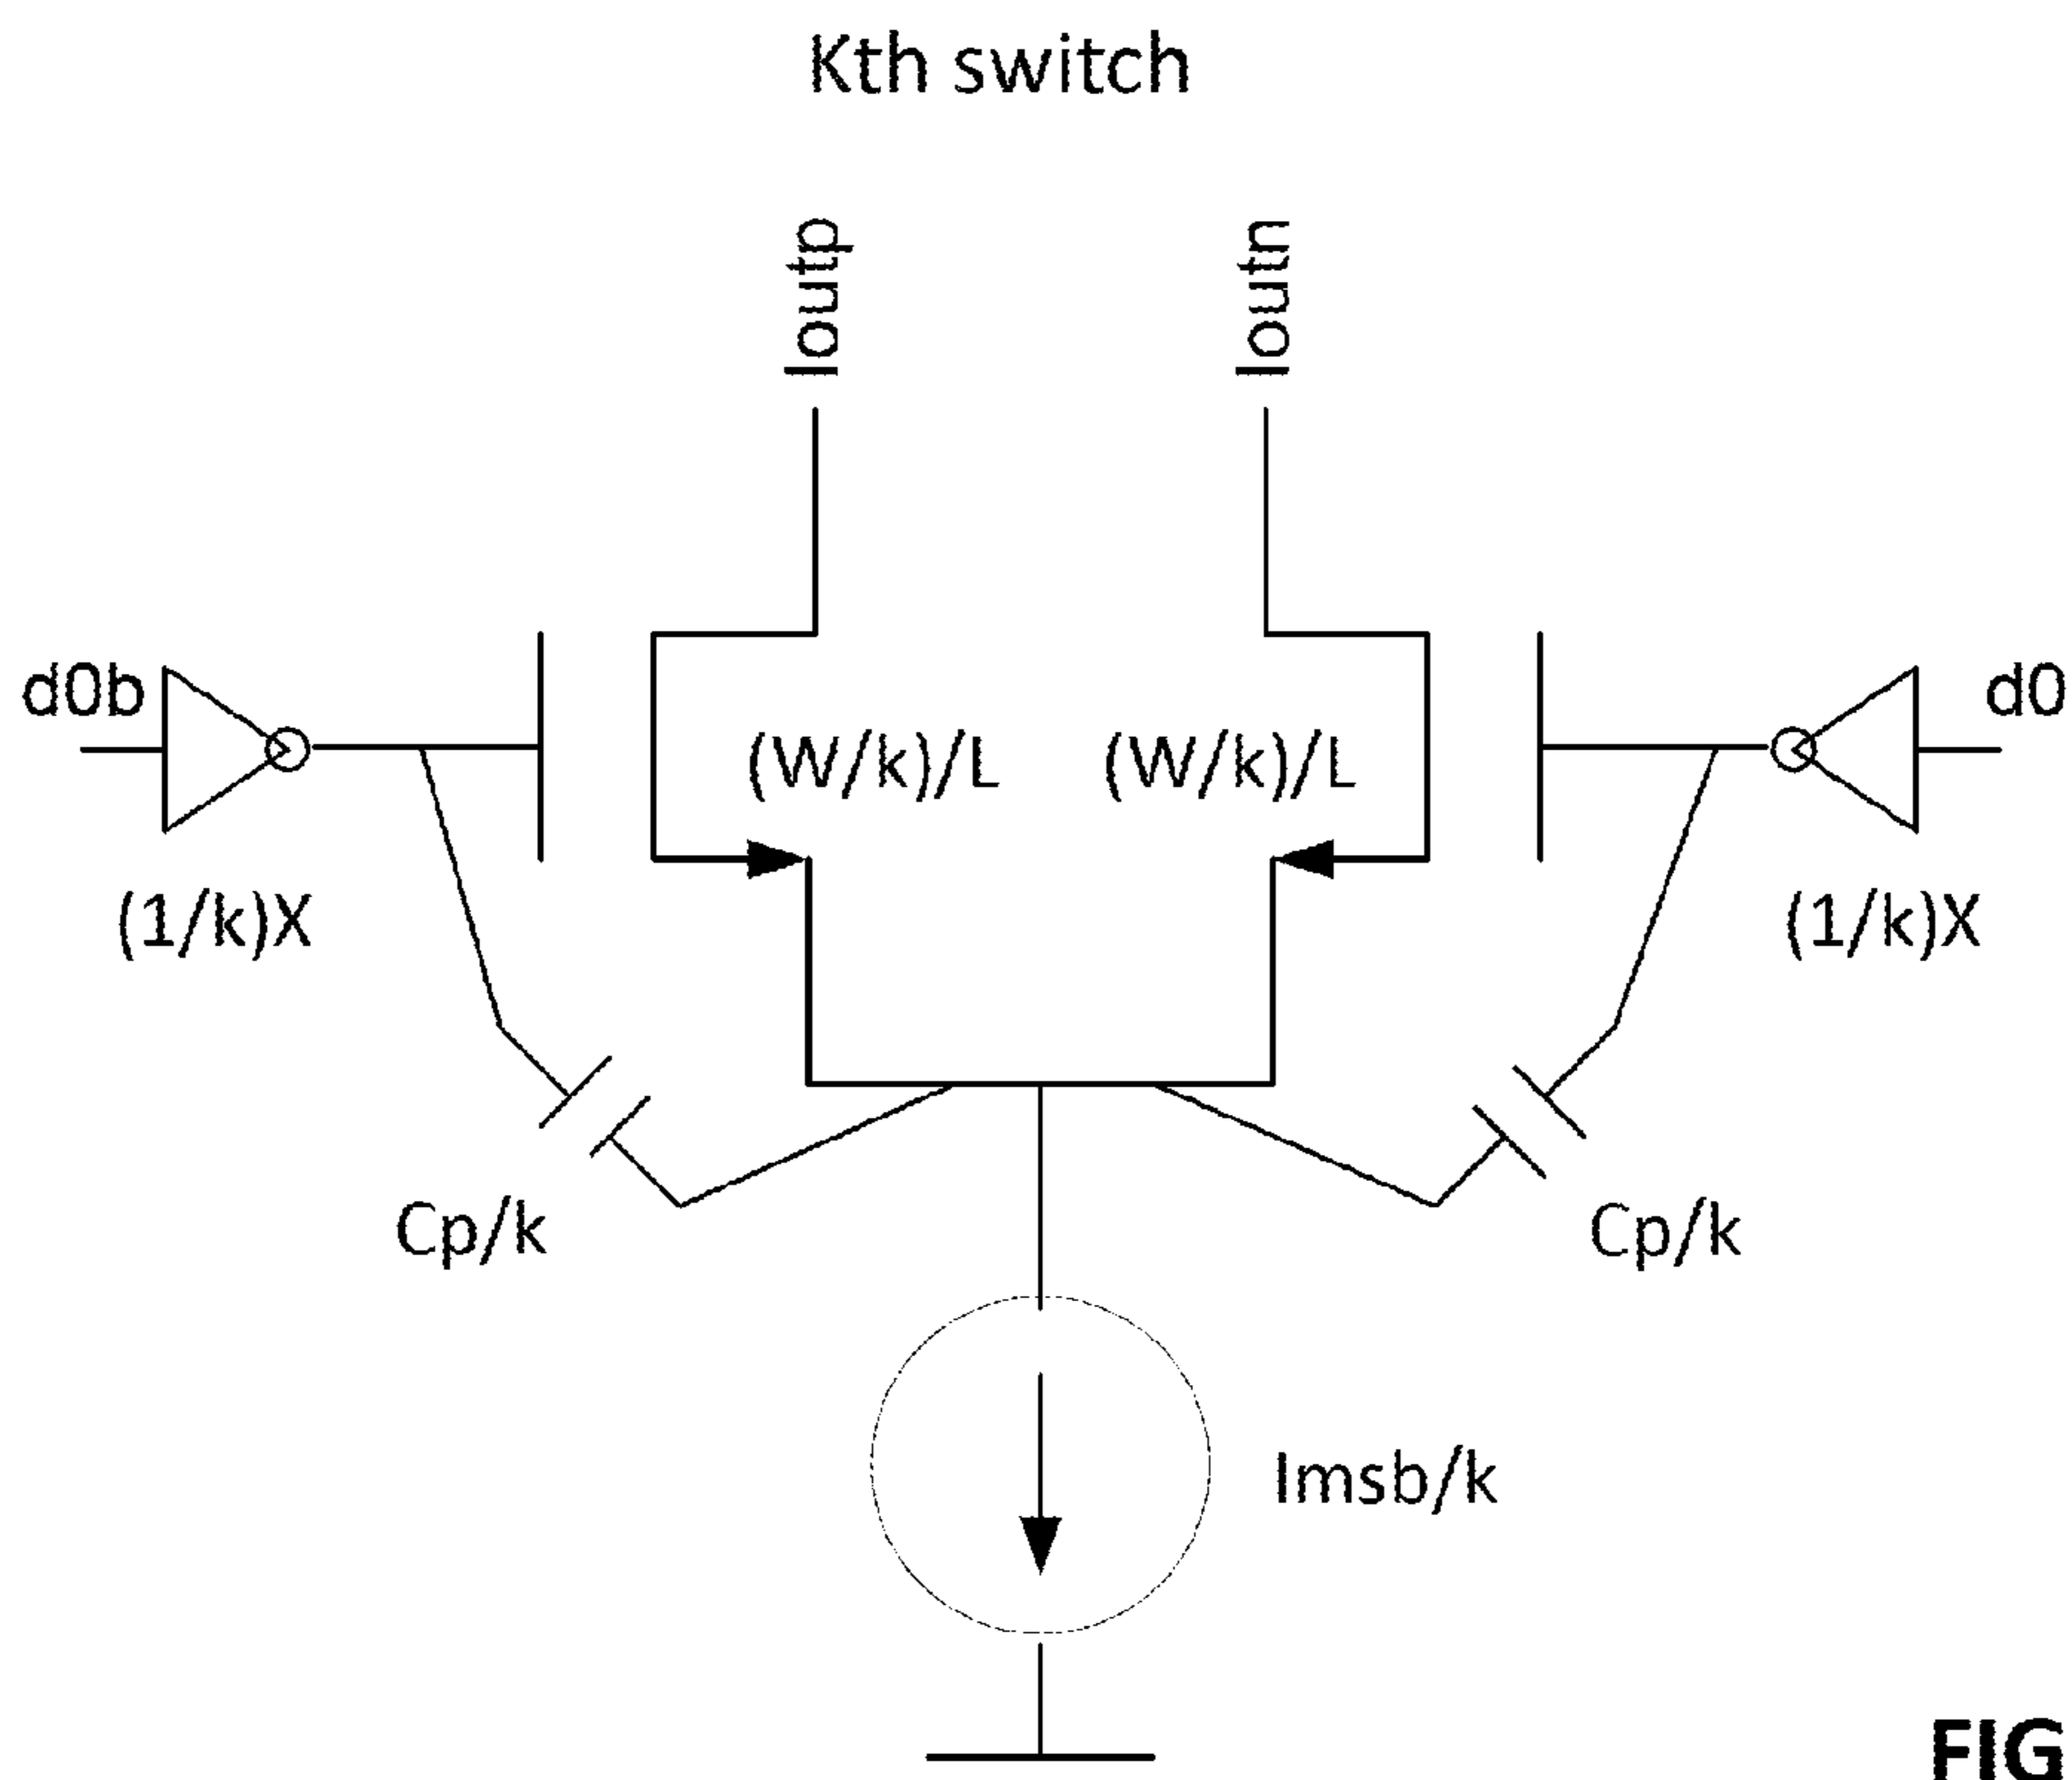 Kth switch
Ioutp
Ioutn
d0b
d0
(W/k)/L
(W/k)/L
(1/k)X
(1/k)X
Cp/k
Cp/k
Imsb/k
FIG